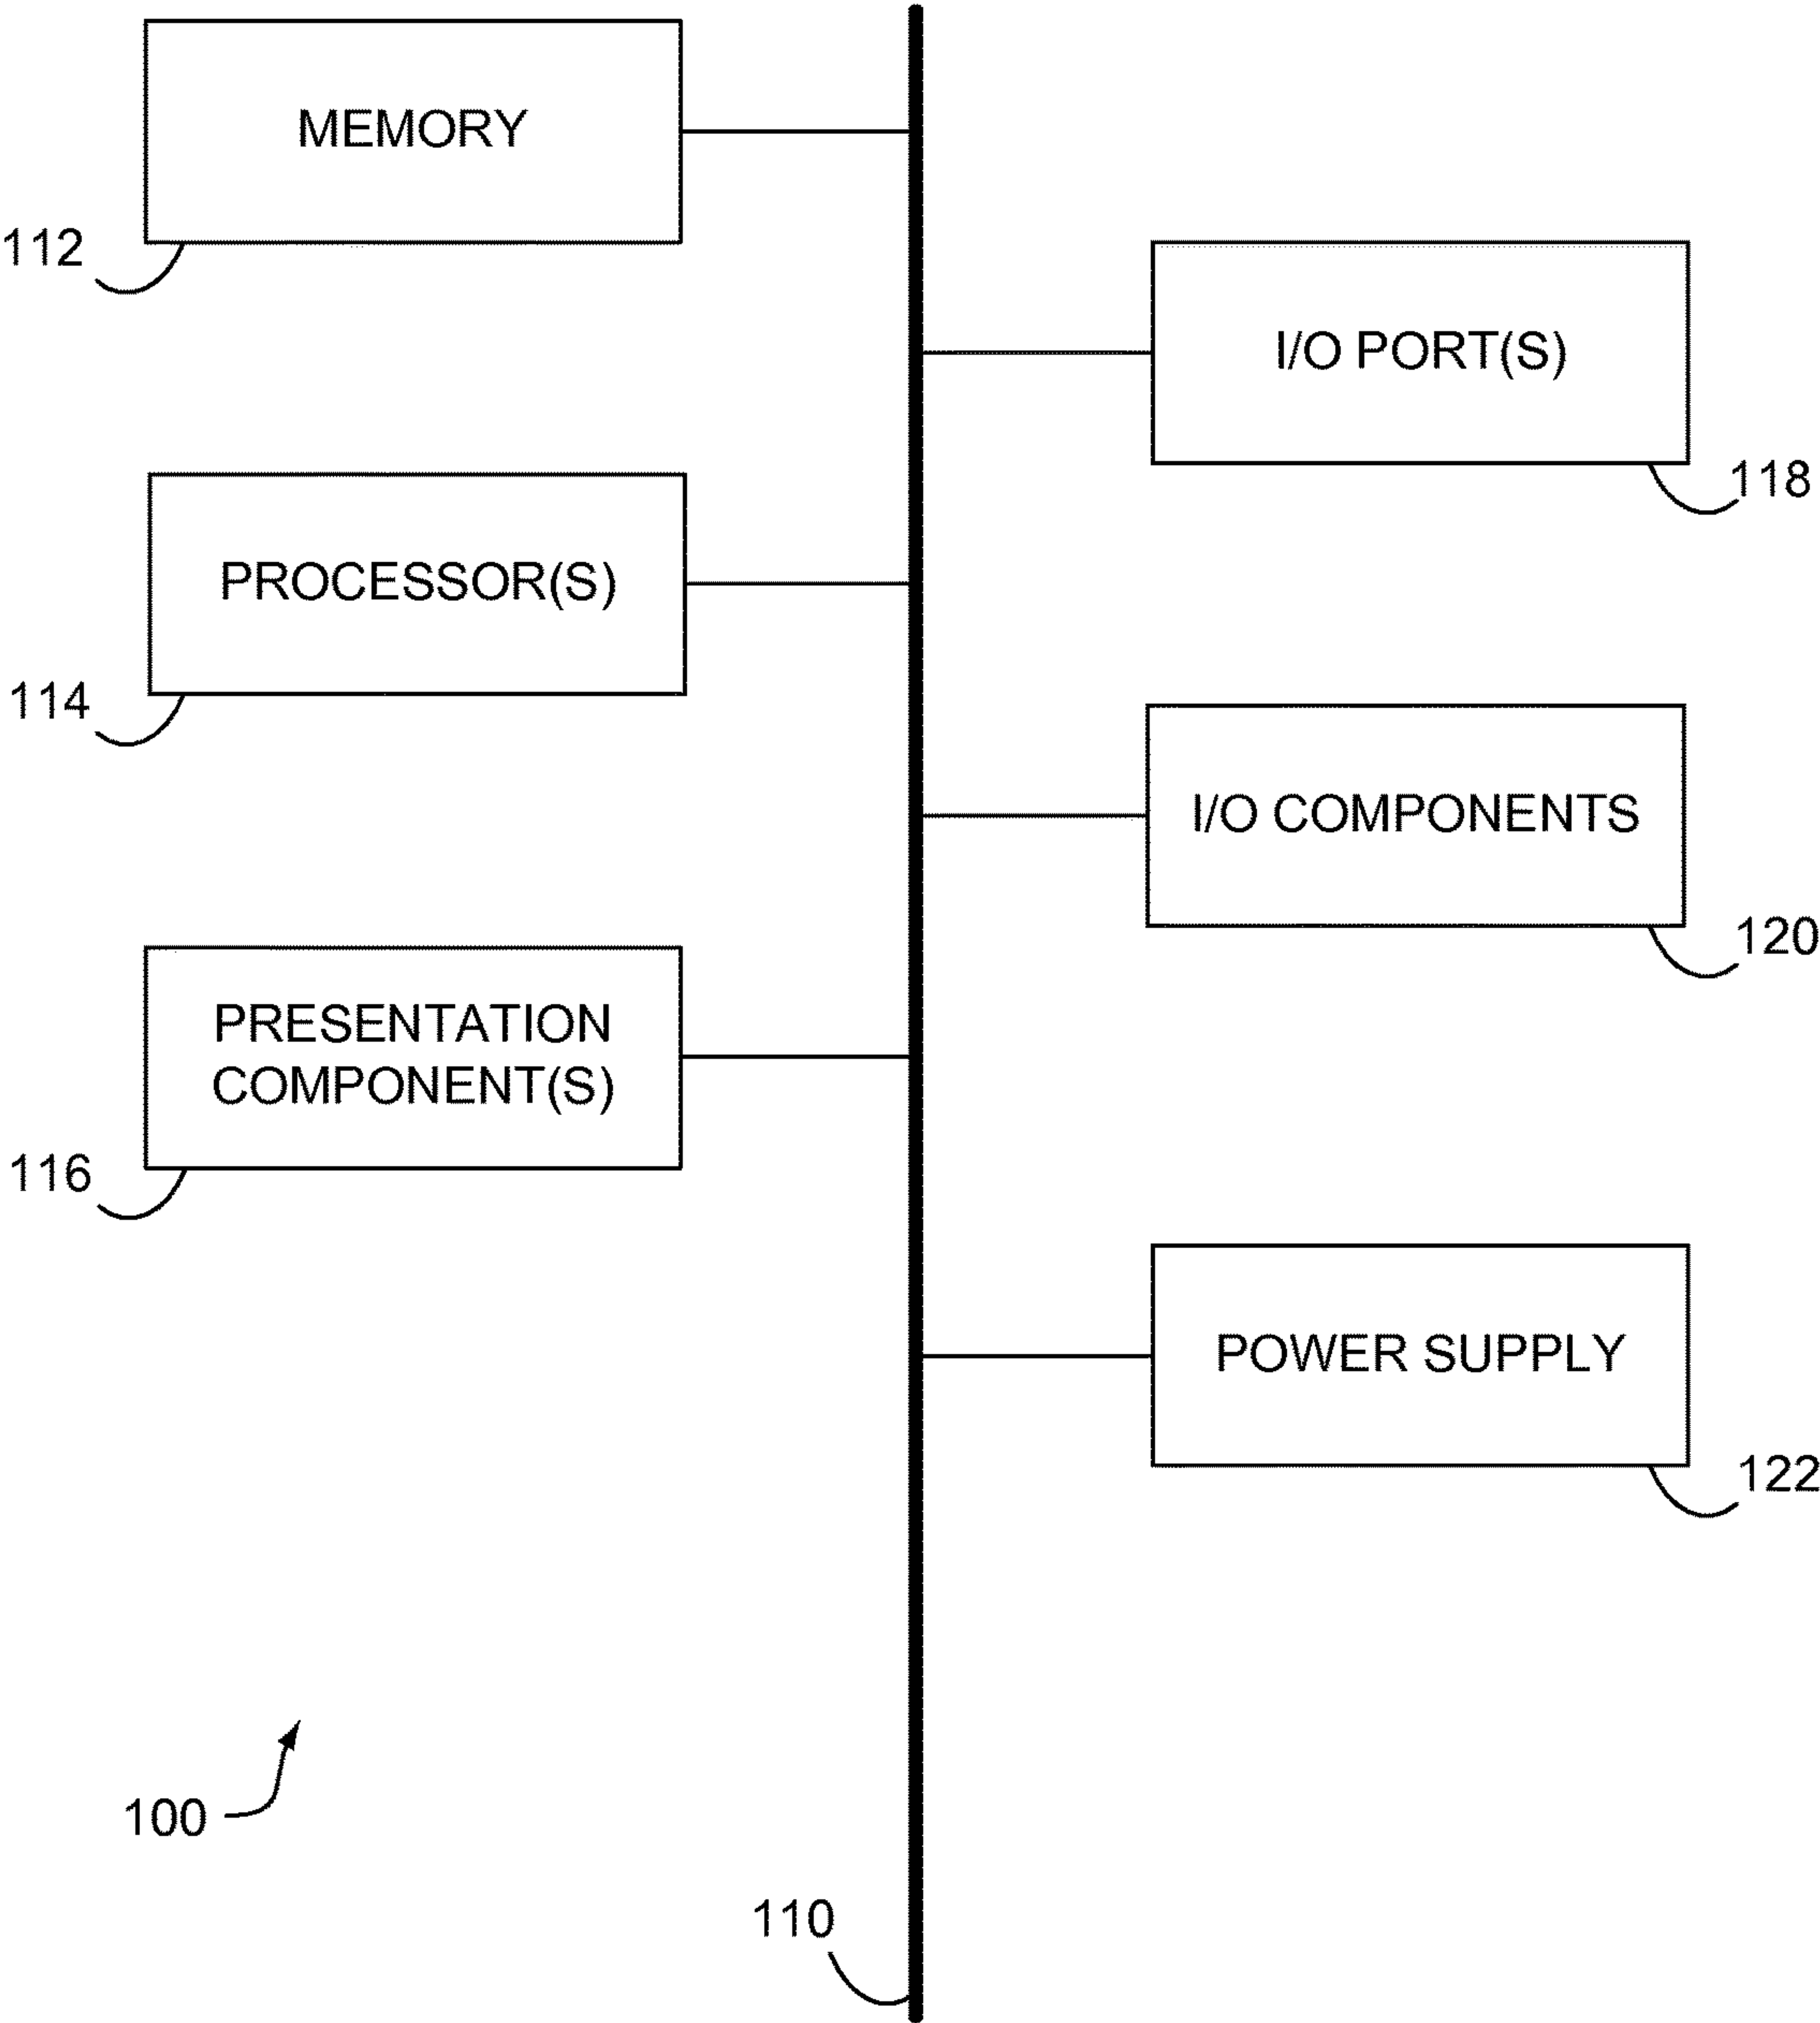 MEMORY
112
I/O PORT(S)
118
PROCESSOR(S)
114
I/O COMPONENTS
120
PRESENTATION
COMPONENT(S)
116
POWER SUPPLY
122
100
110